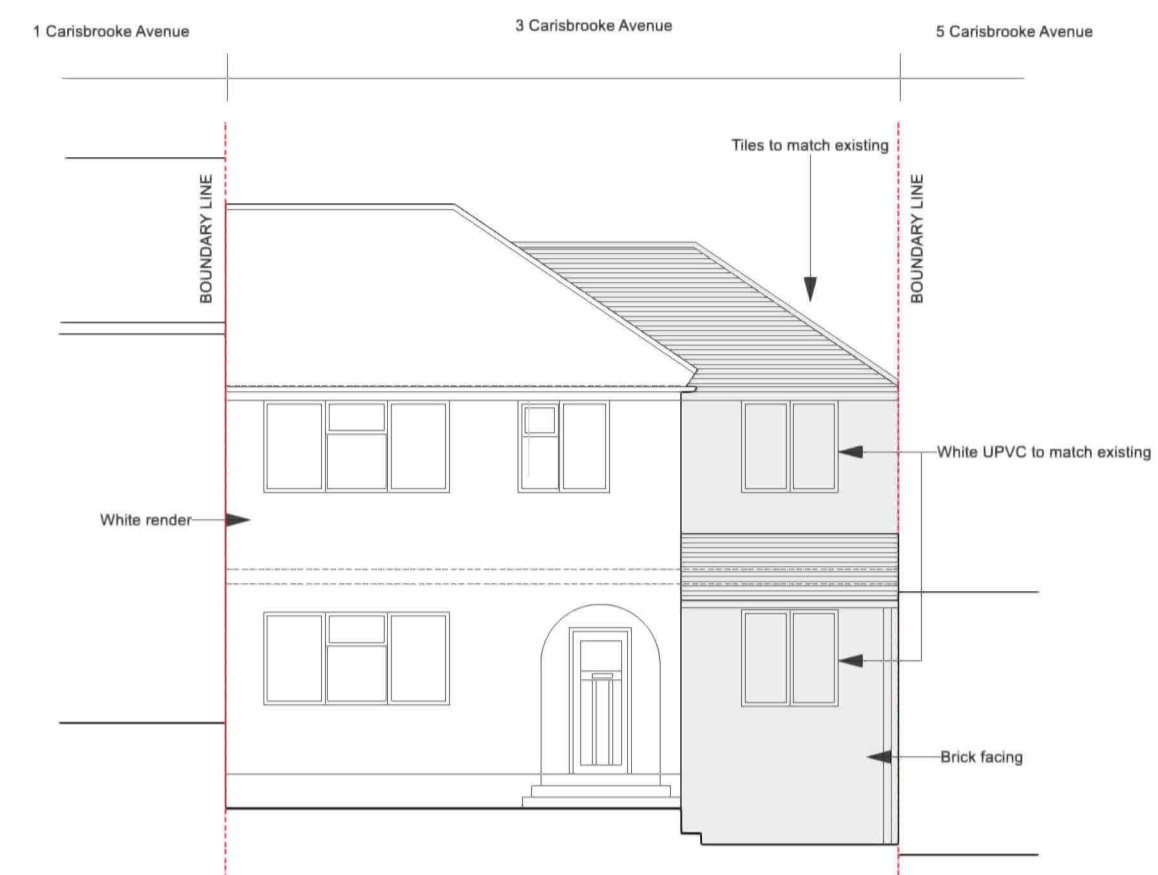 1 Carisbrooke Avenue
3 Carisbrooke Avenue
5 Carisbrooke Avenue
Tiles to match existing
BOUNDARY LINE
BOUNDARY LINE
White UPVC to match existing
White render
Brick facing